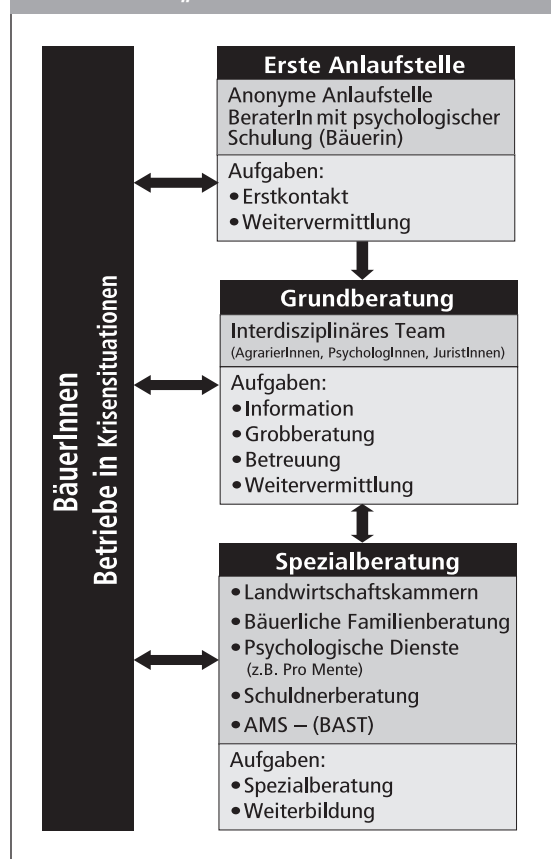 Erste Anlaufstelle
Anonyme Anlaufstelle
BeraterIn mit psychologischer
Schulung (Bäuerin)
Aufgaben:
• Erstkontakt
• Weitervermittlung
Grundberatung
Interdisziplinäres Team
(AgrarierInnen, PsychologInnen, JuristInnen)
Aufgaben:
• Information
• Grobberatung
• Betreuung
• Weitervermittlung
Spezialberatung
• Landwirtschaftskammern
• Bäuerliche Familienberatung
• Psychologische Dienste
(z.B. Pro Mente)
• Schuldnerberatung
• AMS – (BAST)
Aufgaben:
• Spezialberatung
• Weiterbildung
BäuerInnen
Betriebe in Krisensituationen